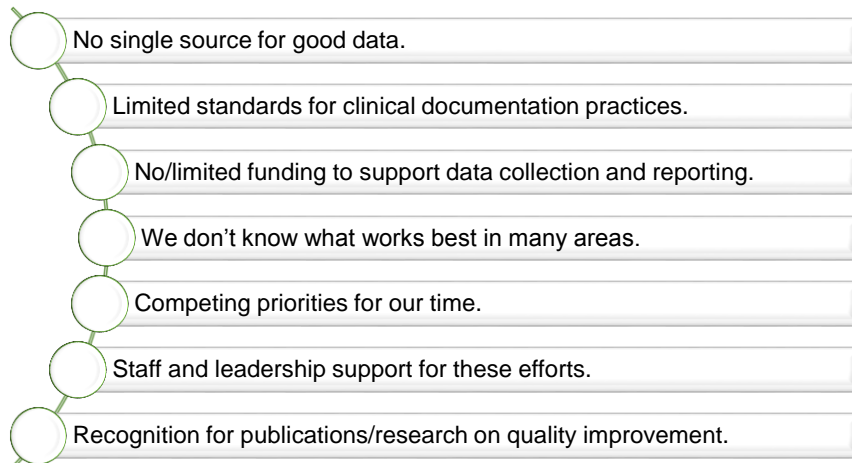 No single source for good data.
Limited standards for clinical documentation practices.
No/limited funding to support data collection and reporting.
We don’t know what works best in many areas.
Competing priorities for our time.
Staff and leadership support for these efforts.
Recognition for publications/research on quality improvement.